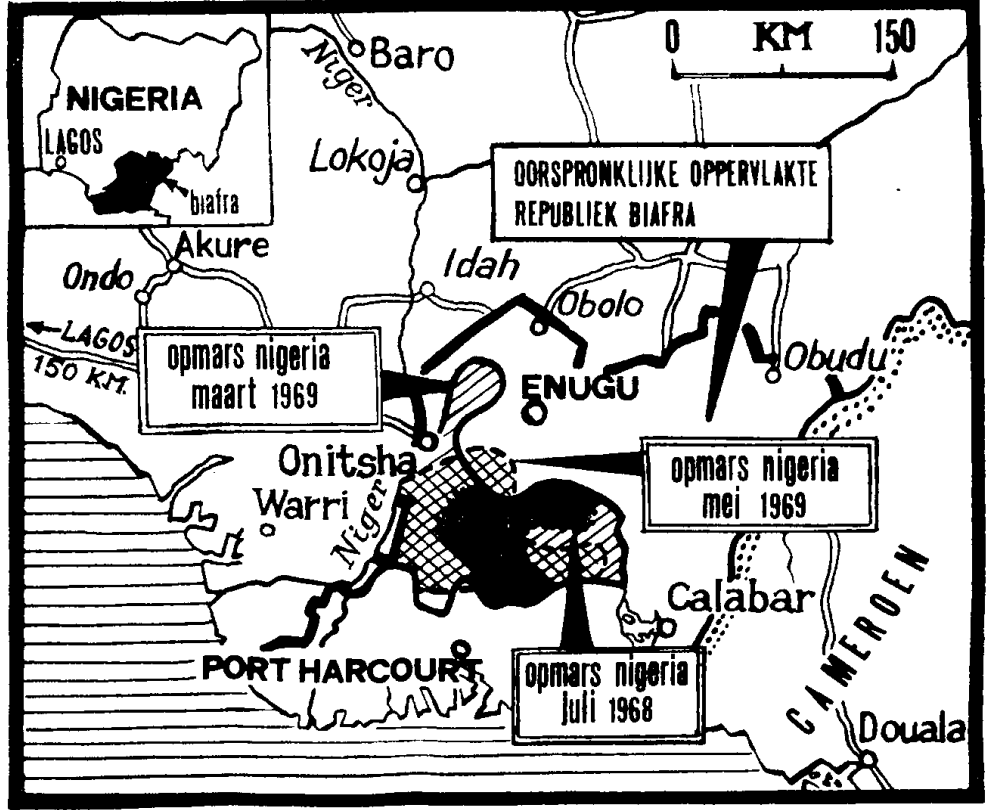 NIGERIA
LAGOS
biafra
Niger
Baro
0 KM 150
Lokoja
OORSPRONKLIJKE OPPERVLAKTE
REPUBLIEK BIAFRA
Akure
Ondo
Idah
Obolo
LAGOS
150 KM.
opmars nigeria
maart 1969
Obudu
ENUGU
Onitsha
opmars nigeria
mei 1969
Warri
Niger
Calabar
CAMEROEN
PORT HARCOURT
opmars nigeria
juli 1968
Douala